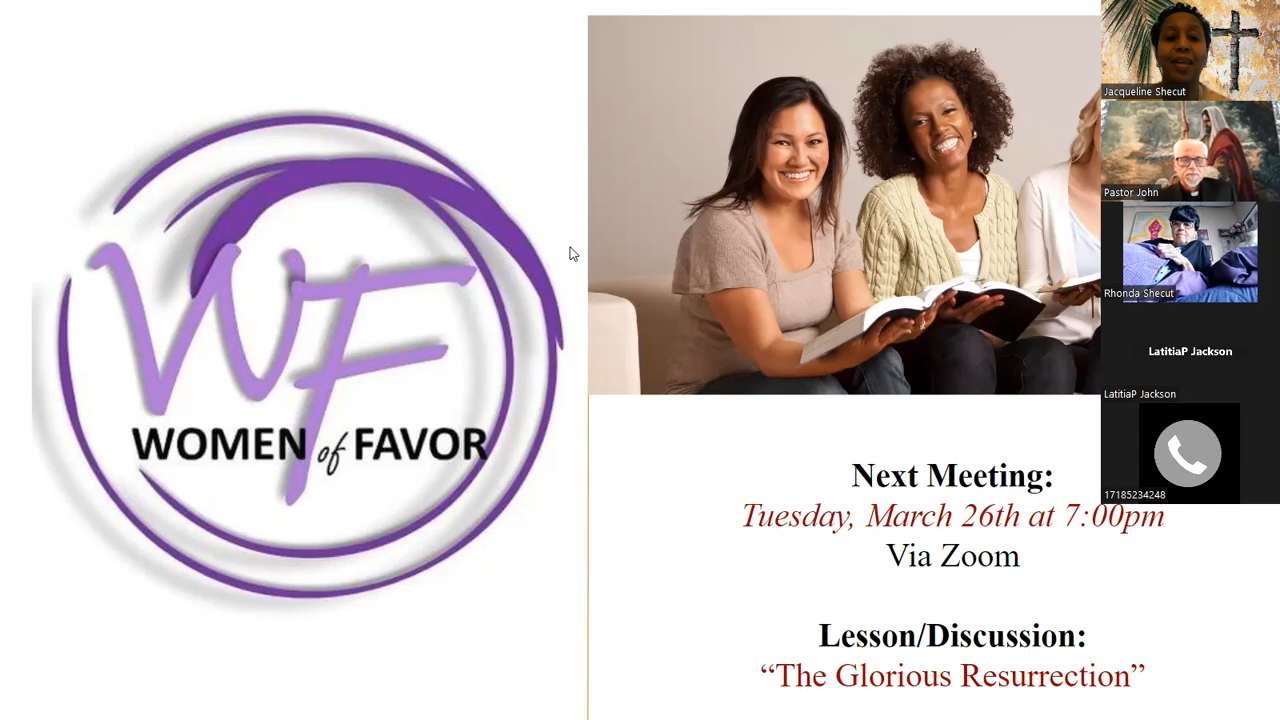 WF
WOMEN of FAVOR
Next Meeting:
Tuesday, March 26th at 7:00pm
Via Zoom
Lesson/Discussion:
“The Glorious Resurrection”
Jacqueline Shecut
Pastor John
Rhonda Shecut
LatitiaP Jackson
LatitiaP Jackson
17185234248